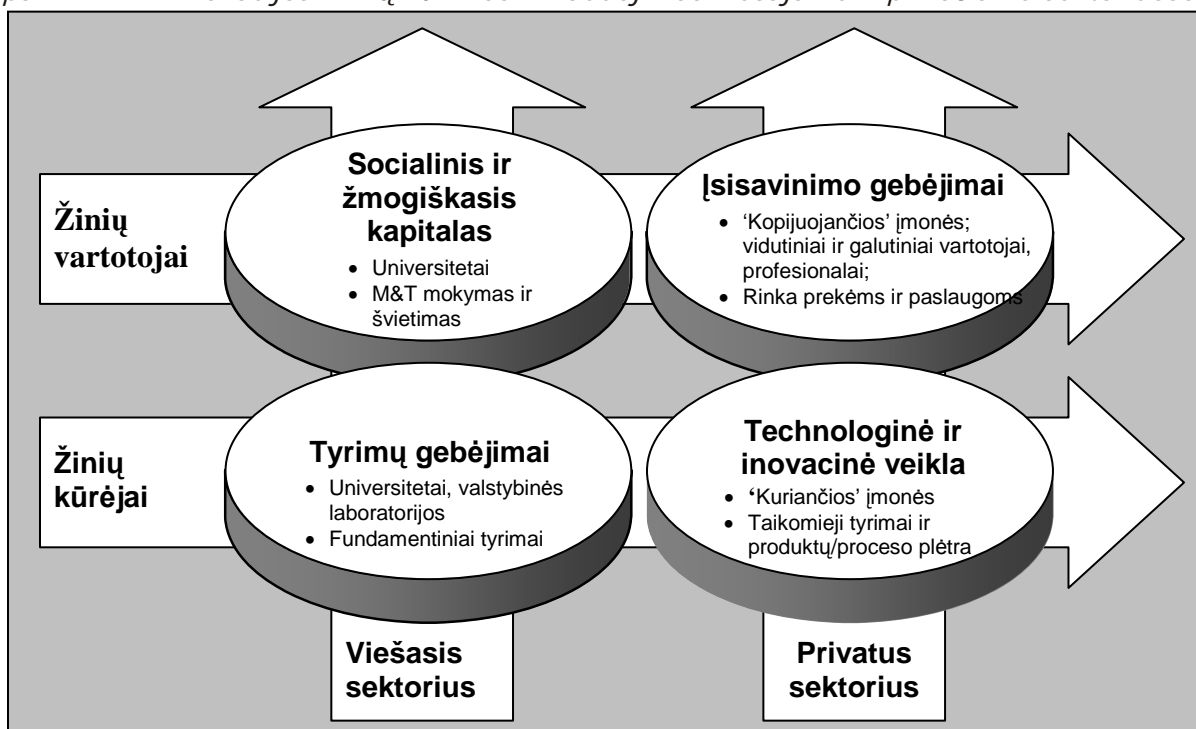 Socialinis ir
žmogiškasis
kapitalas
• Universitetai
• M&T mokymas ir
švietimas
Įsisavinimo gebėjimai
• ‘Kopijuojančios’ įmonės;
vidutiniai ir galutiniai vartotojai,
profesionalai;
• Rinka prekėms ir paslaugoms
Žinių
vartotojai
Tyrimų gebėjimai
• Universitetai, valstybinės
laboratorijos
• Fundamentiniai tyrimai
Technologinė ir
inovacinė veikla
• ‘Kuriančios’ įmonės
• Taikomieji tyrimai ir
produktų/proceso plėtra
Žinių
kūrėjai
Viešasis
sektorius
Privatus
sektorius